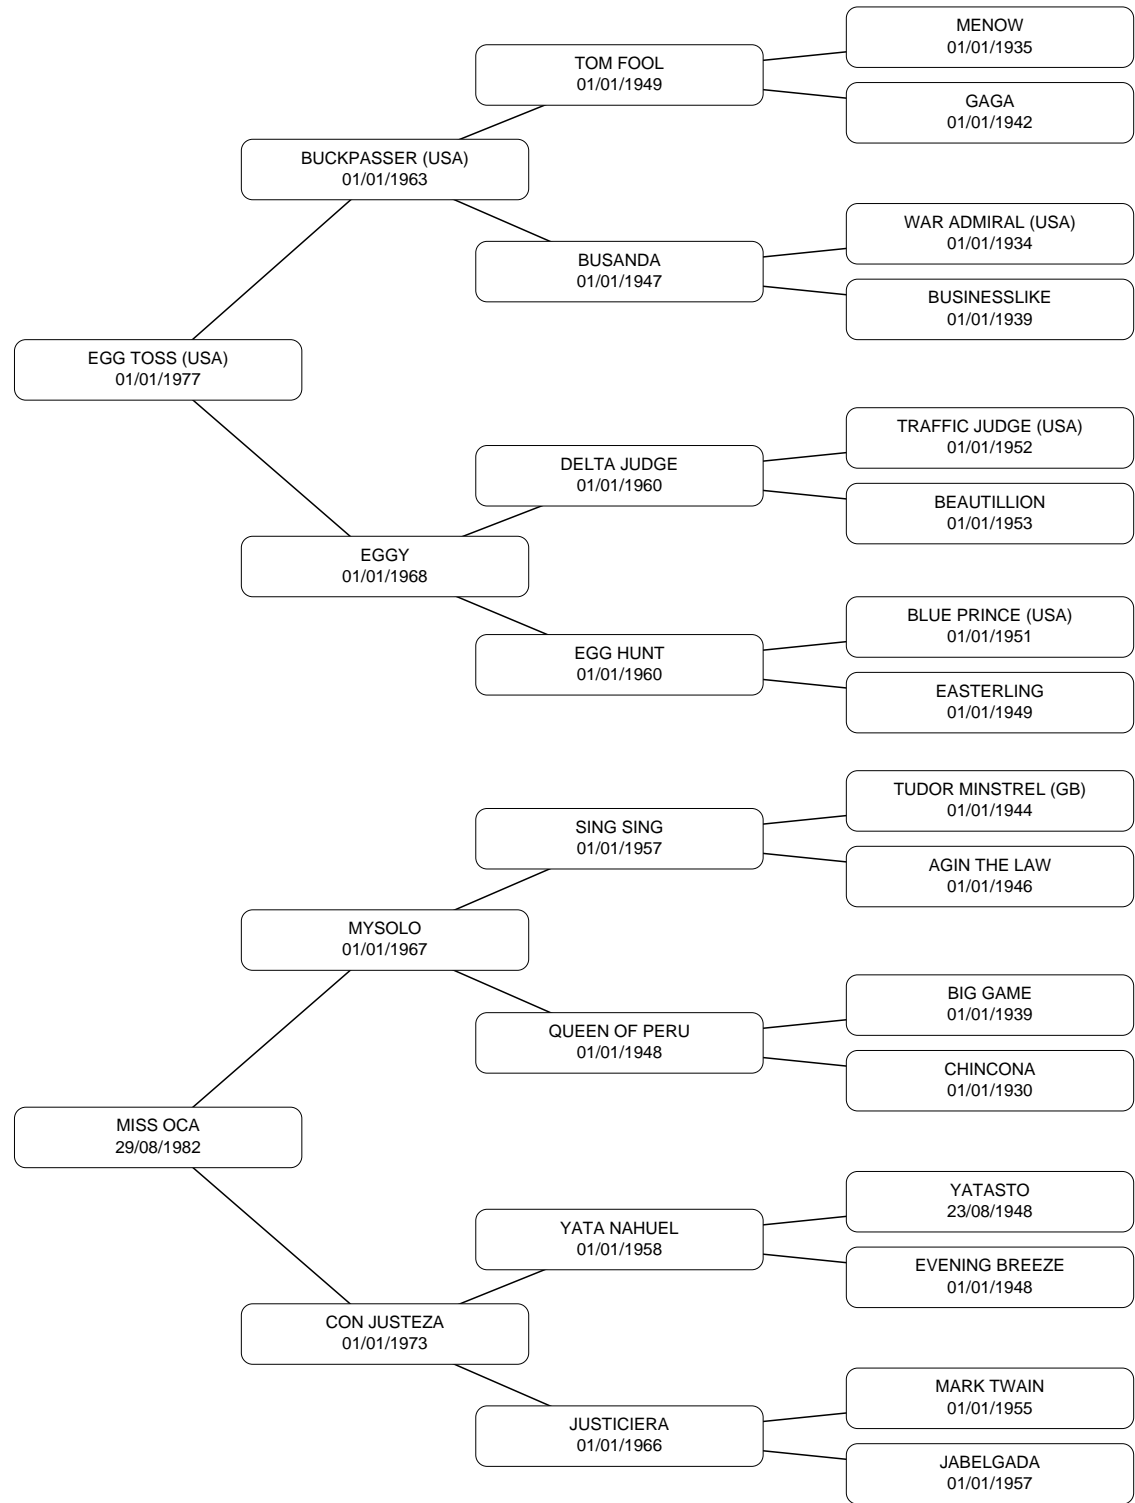 MENOW
01/01/1935
TOM FOOL
01/01/1949
GAGA
01/01/1942
BUCKPASSER (USA)
01/01/1963
WAR ADMIRAL (USA)
01/01/1934
BUSANDA
01/01/1947
BUSINESSLIKE
01/01/1939
EGG TOSS (USA)
01/01/1977
TRAFFIC JUDGE (USA)
01/01/1952
DELTA JUDGE
01/01/1960
BEAUTILLION
01/01/1953
EGGY
01/01/1968
BLUE PRINCE (USA)
01/01/1951
EGG HUNT
01/01/1960
EASTERLING
01/01/1949
TUDOR MINSTREL (GB)
01/01/1944
SING SING
01/01/1957
AGIN THE LAW
01/01/1946
MYSOLO
01/01/1967
BIG GAME
01/01/1939
QUEEN OF PERU
01/01/1948
CHINCONA
01/01/1930
MISS OCA
29/08/1982
YATASTO
23/08/1948
YATA NAHUEL
01/01/1958
EVENING BREEZE
01/01/1948
CON JUSTEZA
01/01/1973
MARK TWAIN
01/01/1955
JUSTICIERA
01/01/1966
JABELGADA
01/01/1957